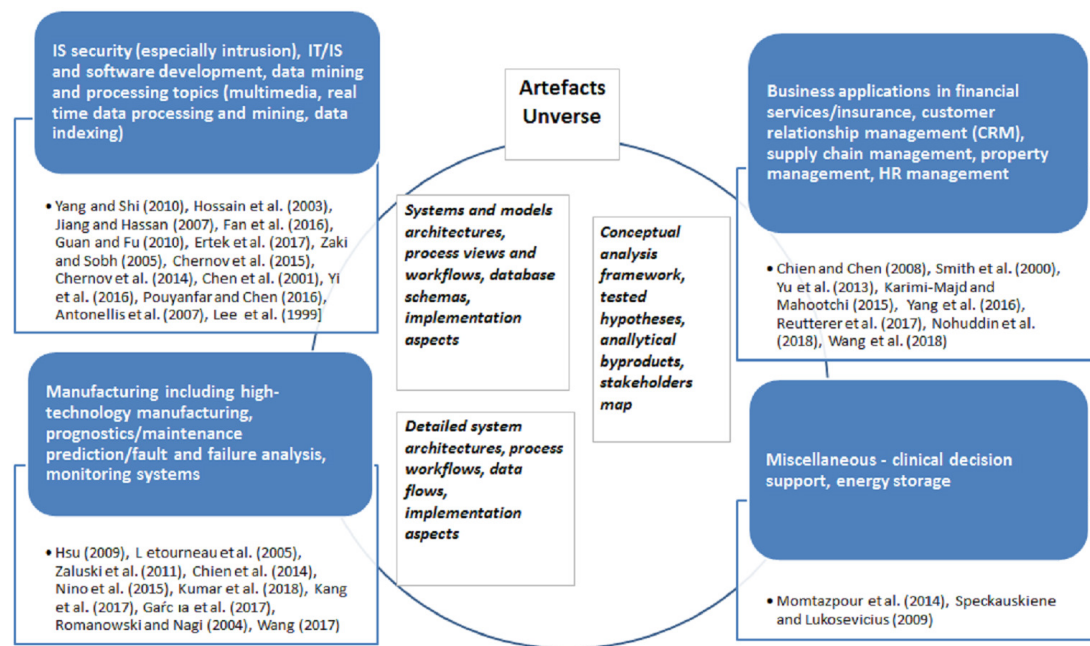 IS security (especially intrusion), IT/IS
and software development, data mining
and processing topics (multimedia, real
time data processing and mining, data
indexing)
• Yang and Shi (2010), Hossain et al. (2003),
Jiang and Hassan (2007), Fan et al. (2016),
Guan and Fu (2010), Ertek et al. (2017), Zaki
and Sobh (2005), Chernov et al. (2015),
Chernov et al. (2014), Chen et al. (2001), Yi
et al. (2016), Pouyanfar and Chen (2016),
Antonellis et al. (2007), Lee et al. (1999]
Artefacts
Unverse
Business applications in financial
services/insurance, customer
relationship management (CRM),
supply chain management, property
management, HR management
• Chien and Chen (2008), Smith et al. (2000),
Yu et al. (2013), Karimi-Majd and
Mahootchi (2015), Yang et al. (2016),
Reutterer et al. (2017), Nohuddin et al.
(2018), Wang et al. (2018)
Systems and models
architectures,
process views and
workflows, database
schemas,
implementation
aspects
Conceptual
analysis
framework,
tested
hypotheses,
anallytical
byproducts,
stakeholders
map
Detailed system
architectures, process
workflows, data
flows,
implementation
aspects
Manufacturing including high-
technology manufacturing,
prognostics/maintenance
prediction/fault and failure analysis,
monitoring systems
• Hsu (2009), L etourneau et al. (2005),
Zaluski et al. (2011), Chien et al. (2014),
Nino et al. (2015), Kumar et al. (2018), Kang
et al. (2017), Gaŕc ıa et al. (2017),
Romanowski and Nagi (2004), Wang (2017)
Miscellaneous - clinical decision
support, energy storage
• Momtazpour et al. (2014), Speckauskiene
and Lukosevicius (2009)